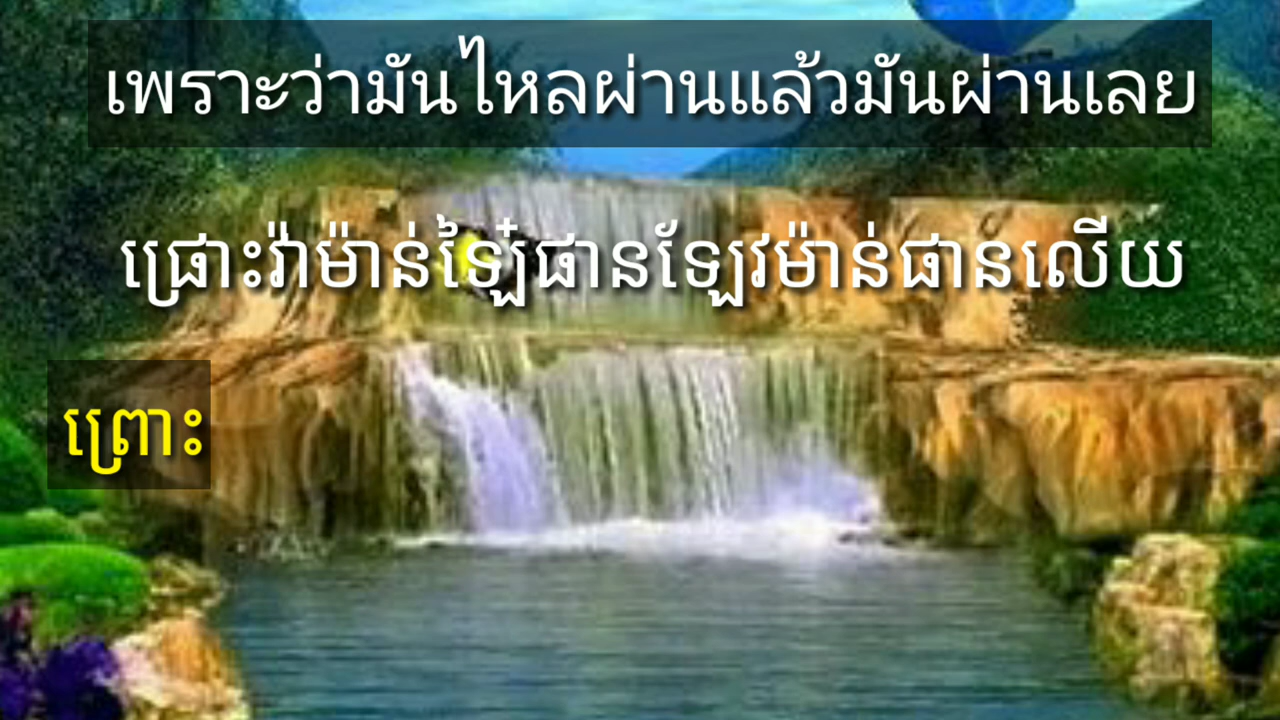 เพราะว่ามันไหลผ่านแล้วมันผ่านเลย
ផ្រោះវ៉ាម៉ាន់ឡៃ៎ផានឡែវម៉ាន់ផានលើយ
ព្រោះ